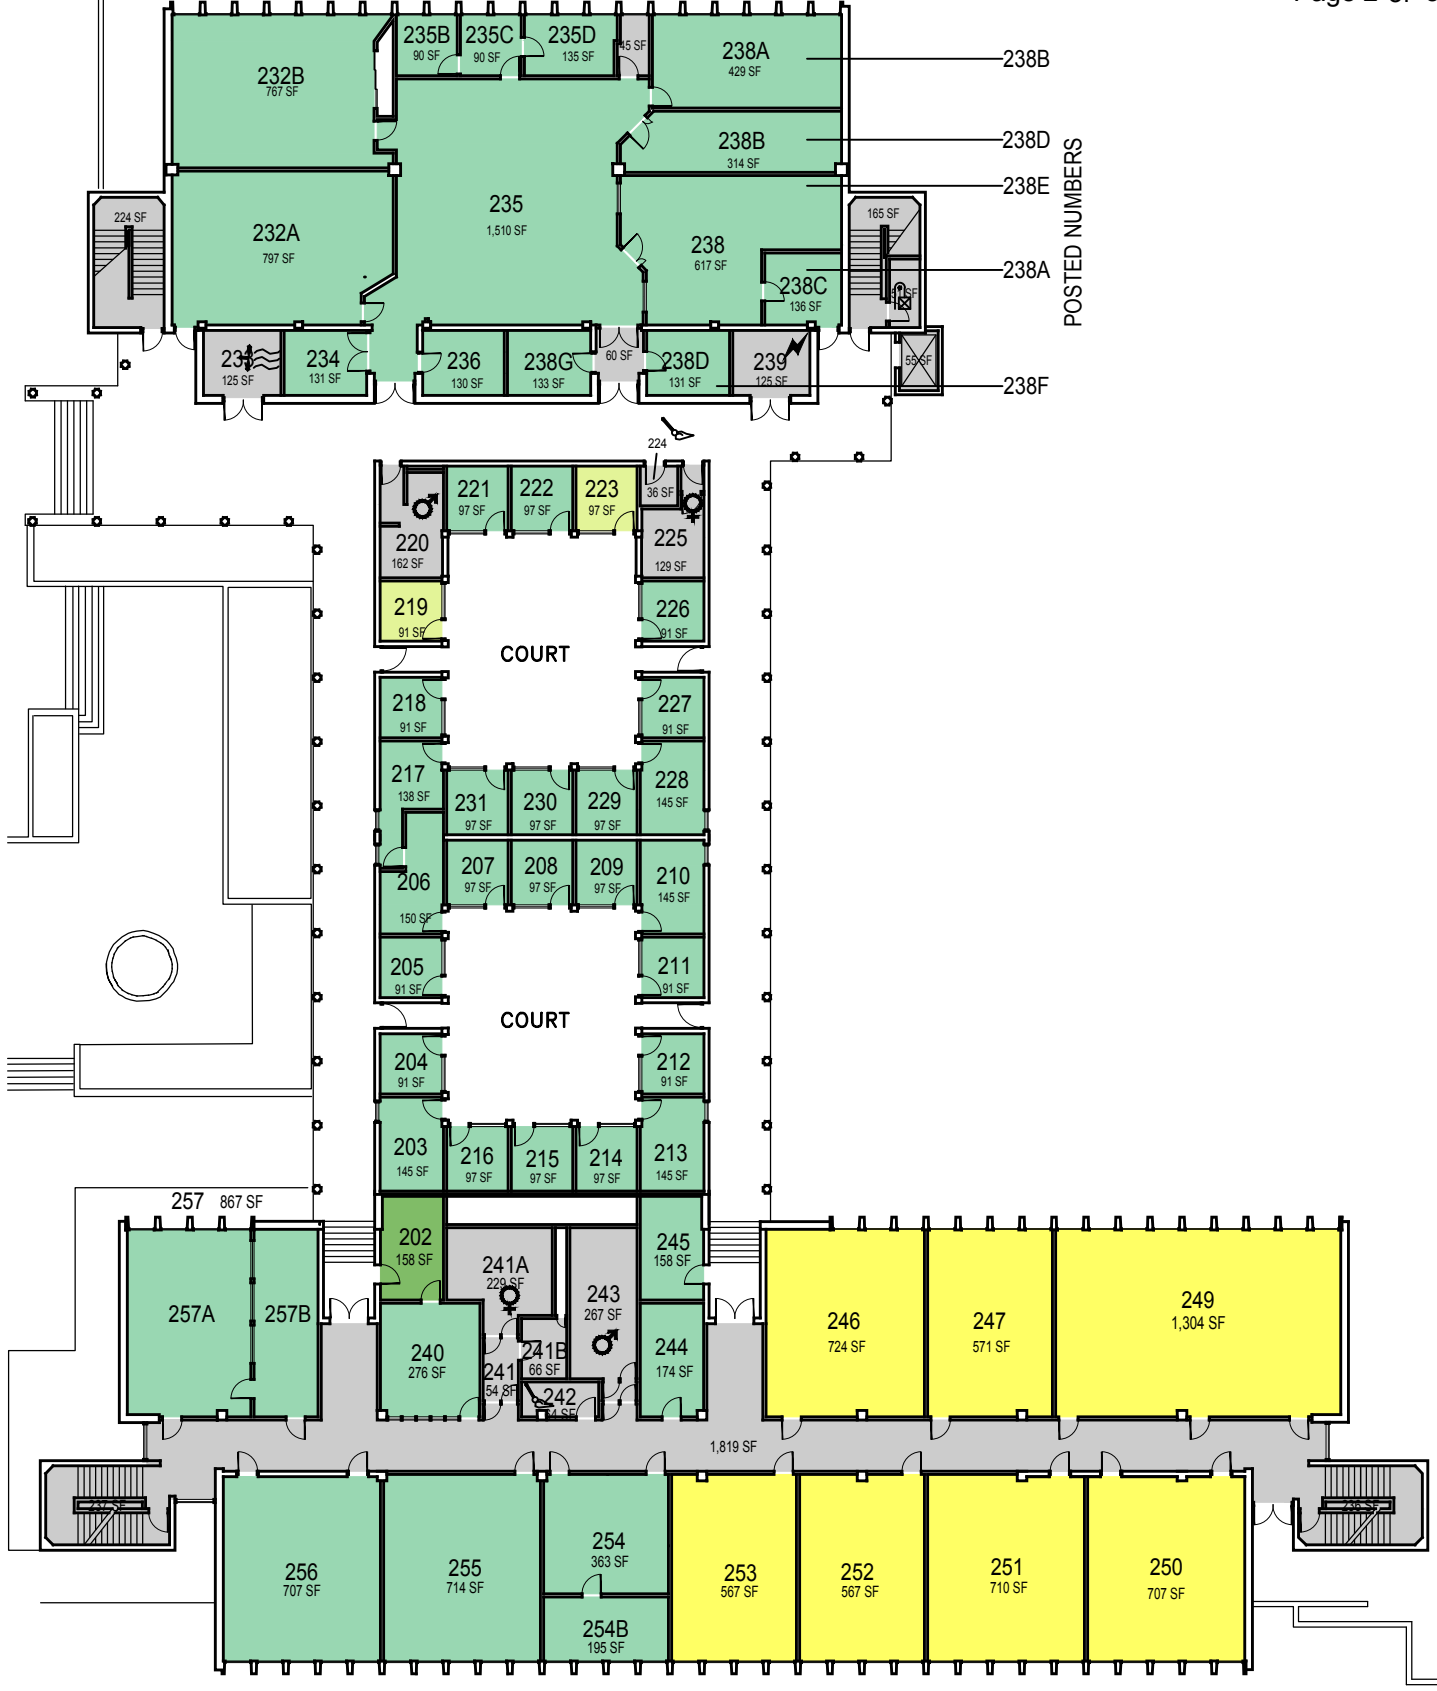 Page 2 of
235B
90 SF
235C
90 SF
235D
135 SF
45 SF
238A
429 SF
238B
232B
767 SF
238B
314 SF
238D
238E
POSTED NUMBERS
224 SF
232A
797 SF
235
1,510 SF
238
617 SF
165 SF
238C
136 SF
SF
238A
233
125 SF
234
131 SF
236
130 SF
238G
133 SF
60 SF
238D
131 SF
239
125 SF
55 SF
238F
224
36 SF
221
97 SF
222
97 SF
223
97 SF
220
162 SF
225
129 SF
219
91 SF
226
91 SF
COURT
218
91 SF
227
91 SF
217
138 SF
231
97 SF
230
97 SF
229
97 SF
228
145 SF
206
150 SF
207
97 SF
208
97 SF
209
97 SF
210
145 SF
205
91 SF
211
91 SF
COURT
204
91 SF
212
91 SF
203
145 SF
216
97 SF
215
97 SF
214
97 SF
213
145 SF
257 867 SF
202
158 SF
241A
229 SF
243
267 SF
245
158 SF
257A
257B
240
276 SF
241
54 SF
241B
66 SF
242
SF
244
174 SF
246
724 SF
247
571 SF
249
1,304 SF
1,819 SF
237 SF
236 SF
256
707 SF
255
714 SF
254
363 SF
254B
195 SF
253
567 SF
252
567 SF
251
710 SF
250
707 SF